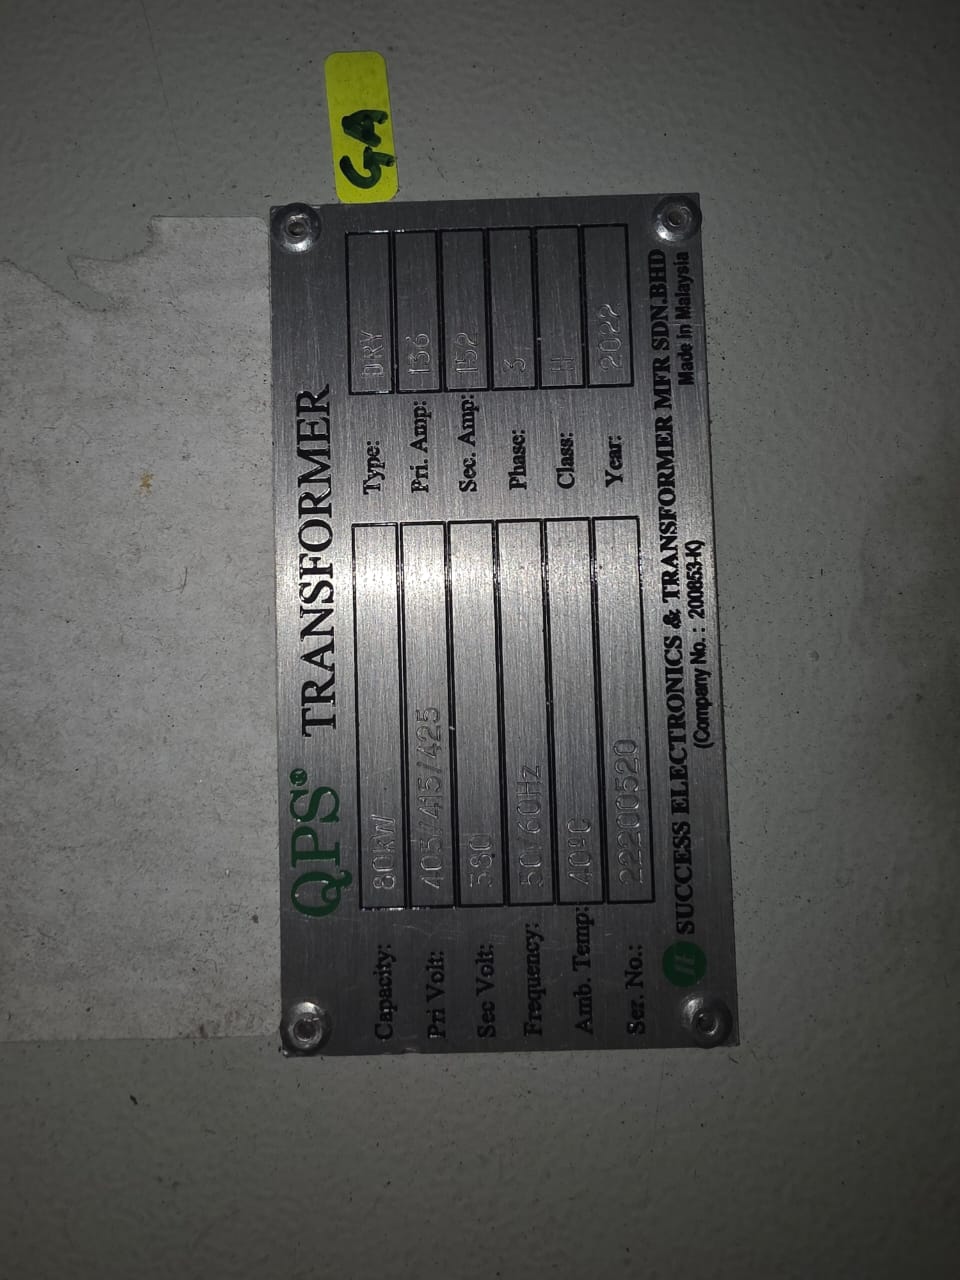 GA
QPS® TRANSFORMER
Capacity: 80kW Type: DRY
Pri Volt: 405/415/425 Pri. Amp: 136
Sec Volt: 380 Sec. Amp: 152
Frequency: 50/60Hz Phase: 3
Amb. Temp: 40ºC Class: H
Ser. No.: 22200520 Year: 2022
SUCCESS ELECTRONICS & TRANSFORMER MFR SDN.BHD
(Company No. : 200853-K) Made in Malaysia